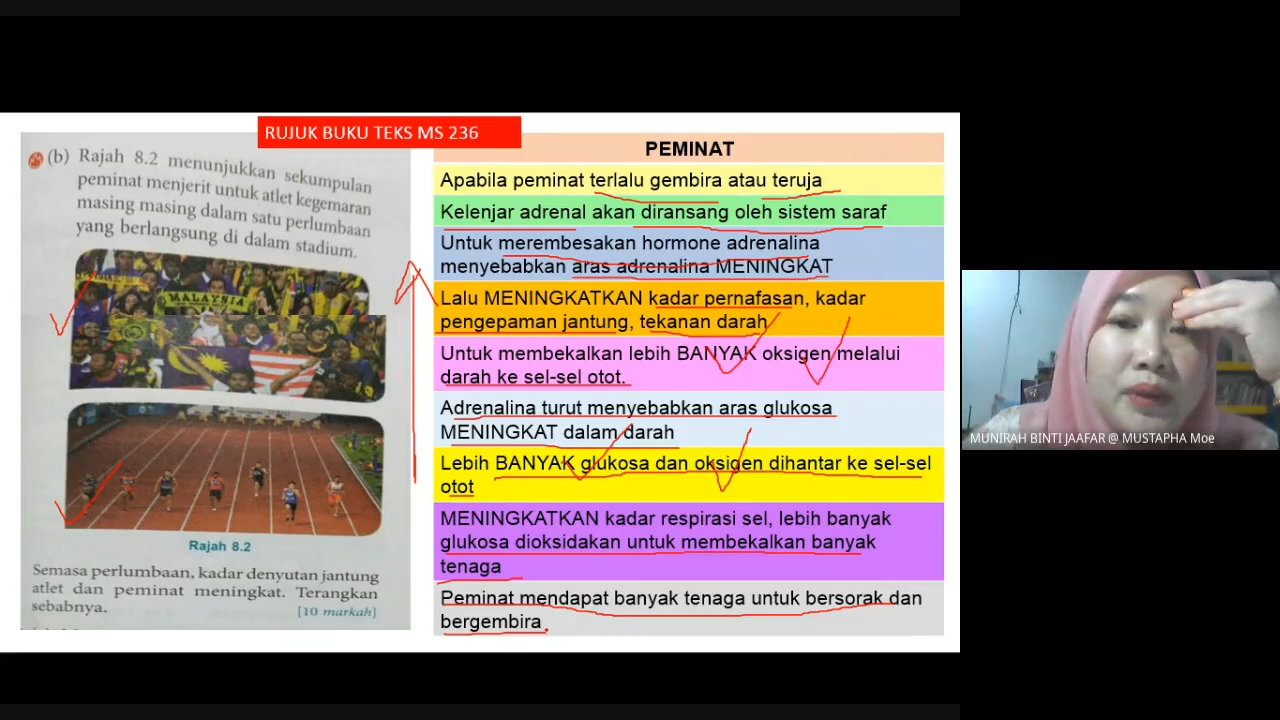 RUJUK BUKU TEKS MS 236
(b) Rajah 8.2 menunjukkan sekumpulan
peminat menjerit untuk atlet kegemaran
masing masing dalam satu perlumbaan
yang berlangsung di dalam stadium.
MALAYSIA
Rajah 8.2
Semasa perlumbaan, kadar denyutan jantung
atlet dan peminat meningkat. Terangkan
sebabnya.
[10 markah]
PEMINAT
Apabila peminat terlalu gembira atau teruja
Kelenjar adrenal akan diransang oleh sistem saraf
Untuk merembesakan hormone adrenalina
menyebabkan aras adrenalina MENINGKAT
Lalu MENINGKATKAN kadar pernafasan, kadar
pengepaman jantung, tekanan darah
Untuk membekalkan lebih BANYAK oksigen melalui
darah ke sel-sel otot.
Adrenalina turut menyebabkan aras glukosa
MENINGKAT dalam darah
Lebih BANYAK glukosa dan oksigen dihantar ke sel-sel
otot
MENINGKATKAN kadar respirasi sel, lebih banyak
glukosa dioksidakan untuk membekalkan banyak
tenaga
Peminat mendapat banyak tenaga untuk bersorak dan
bergembira.
MUNIRAH BINTI JAAFAR @ MUSTAPHA Moe